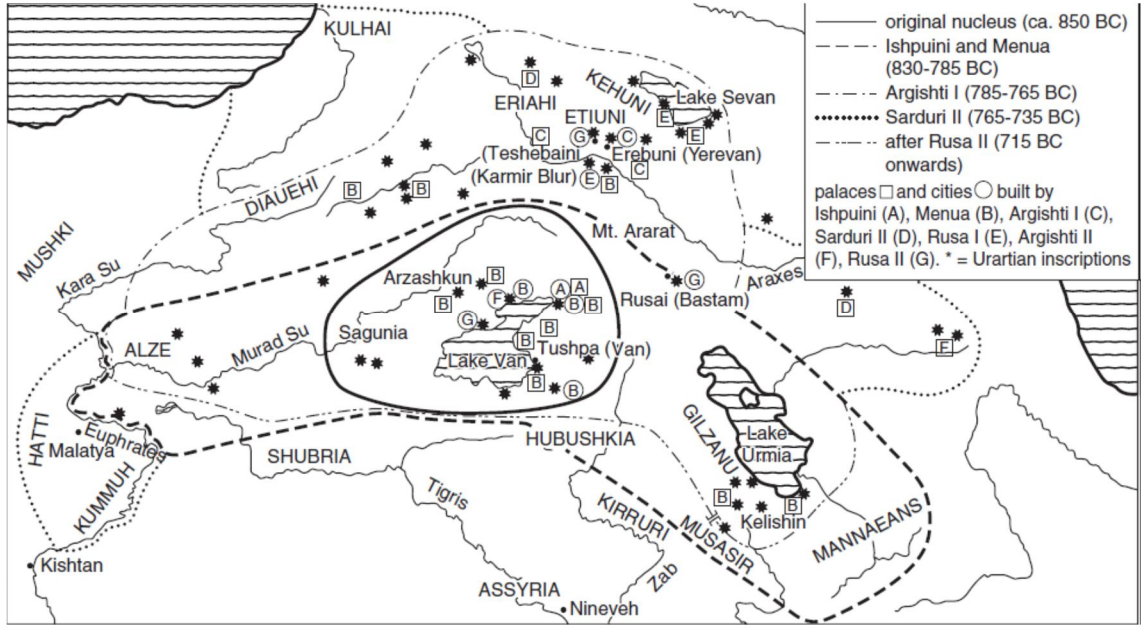 original nucleus (ca. 850 BC)
Ishpuini and Menua
(830-785 BC)
Argishti I (785-765 BC)
Sarduri II (765-735 BC)
after Rusa II (715 BC
onwards)
palaces □ and cities ○ built by
Ishpuini (A), Menua (B), Argishti I (C),
Sarduri II (D), Rusa I (E), Argishti II
(F), Rusa II (G). * = Urartian inscriptions
KULHAI
D
KEHUNI
ERIAHI
Lake Sevan
E
ETIUNI
C
G
C
E
(Teshebaini
Erebuni (Yerevan)
C
(Karmir Blur)
E
B
B
B
DIAUEHI
MUSHKI
Mt. Ararat
Kara Su
Araxes
Arzashkun
B
G
Rusai (Bastam)
F
B
A
A
B
B
B
D
G
B
Sagunia
B
F
ALZE
Murad Su
Tushpa (Van)
Lake Van
B
B
HATTI
Malatya
Euphrates
GILZANU
Lake
Urmia
HUBUSHKIA
SHUBRIA
KUMMUH
Tigris
B
B
KIRRURI
MUSASIR
Kelishin
MANNAEANS
Kishtan
Zab
ASSYRIA
Nineveh